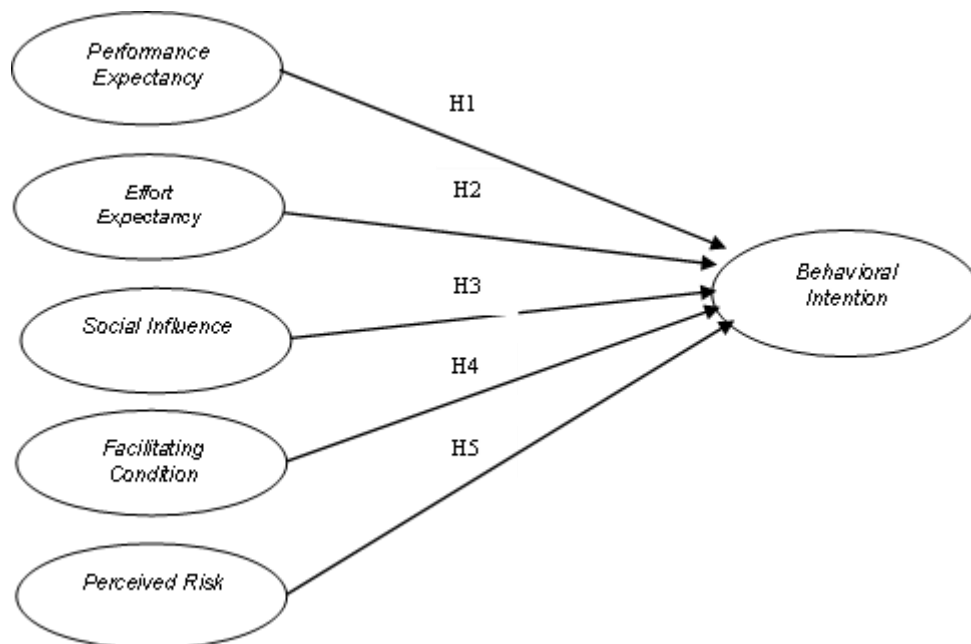 Performance
Expectancy
H1
Effort
Expectancy
H2
Social Influence
H3
Behavioral
Intention
Facilitating
Condition
H4
Perceived Risk
H5